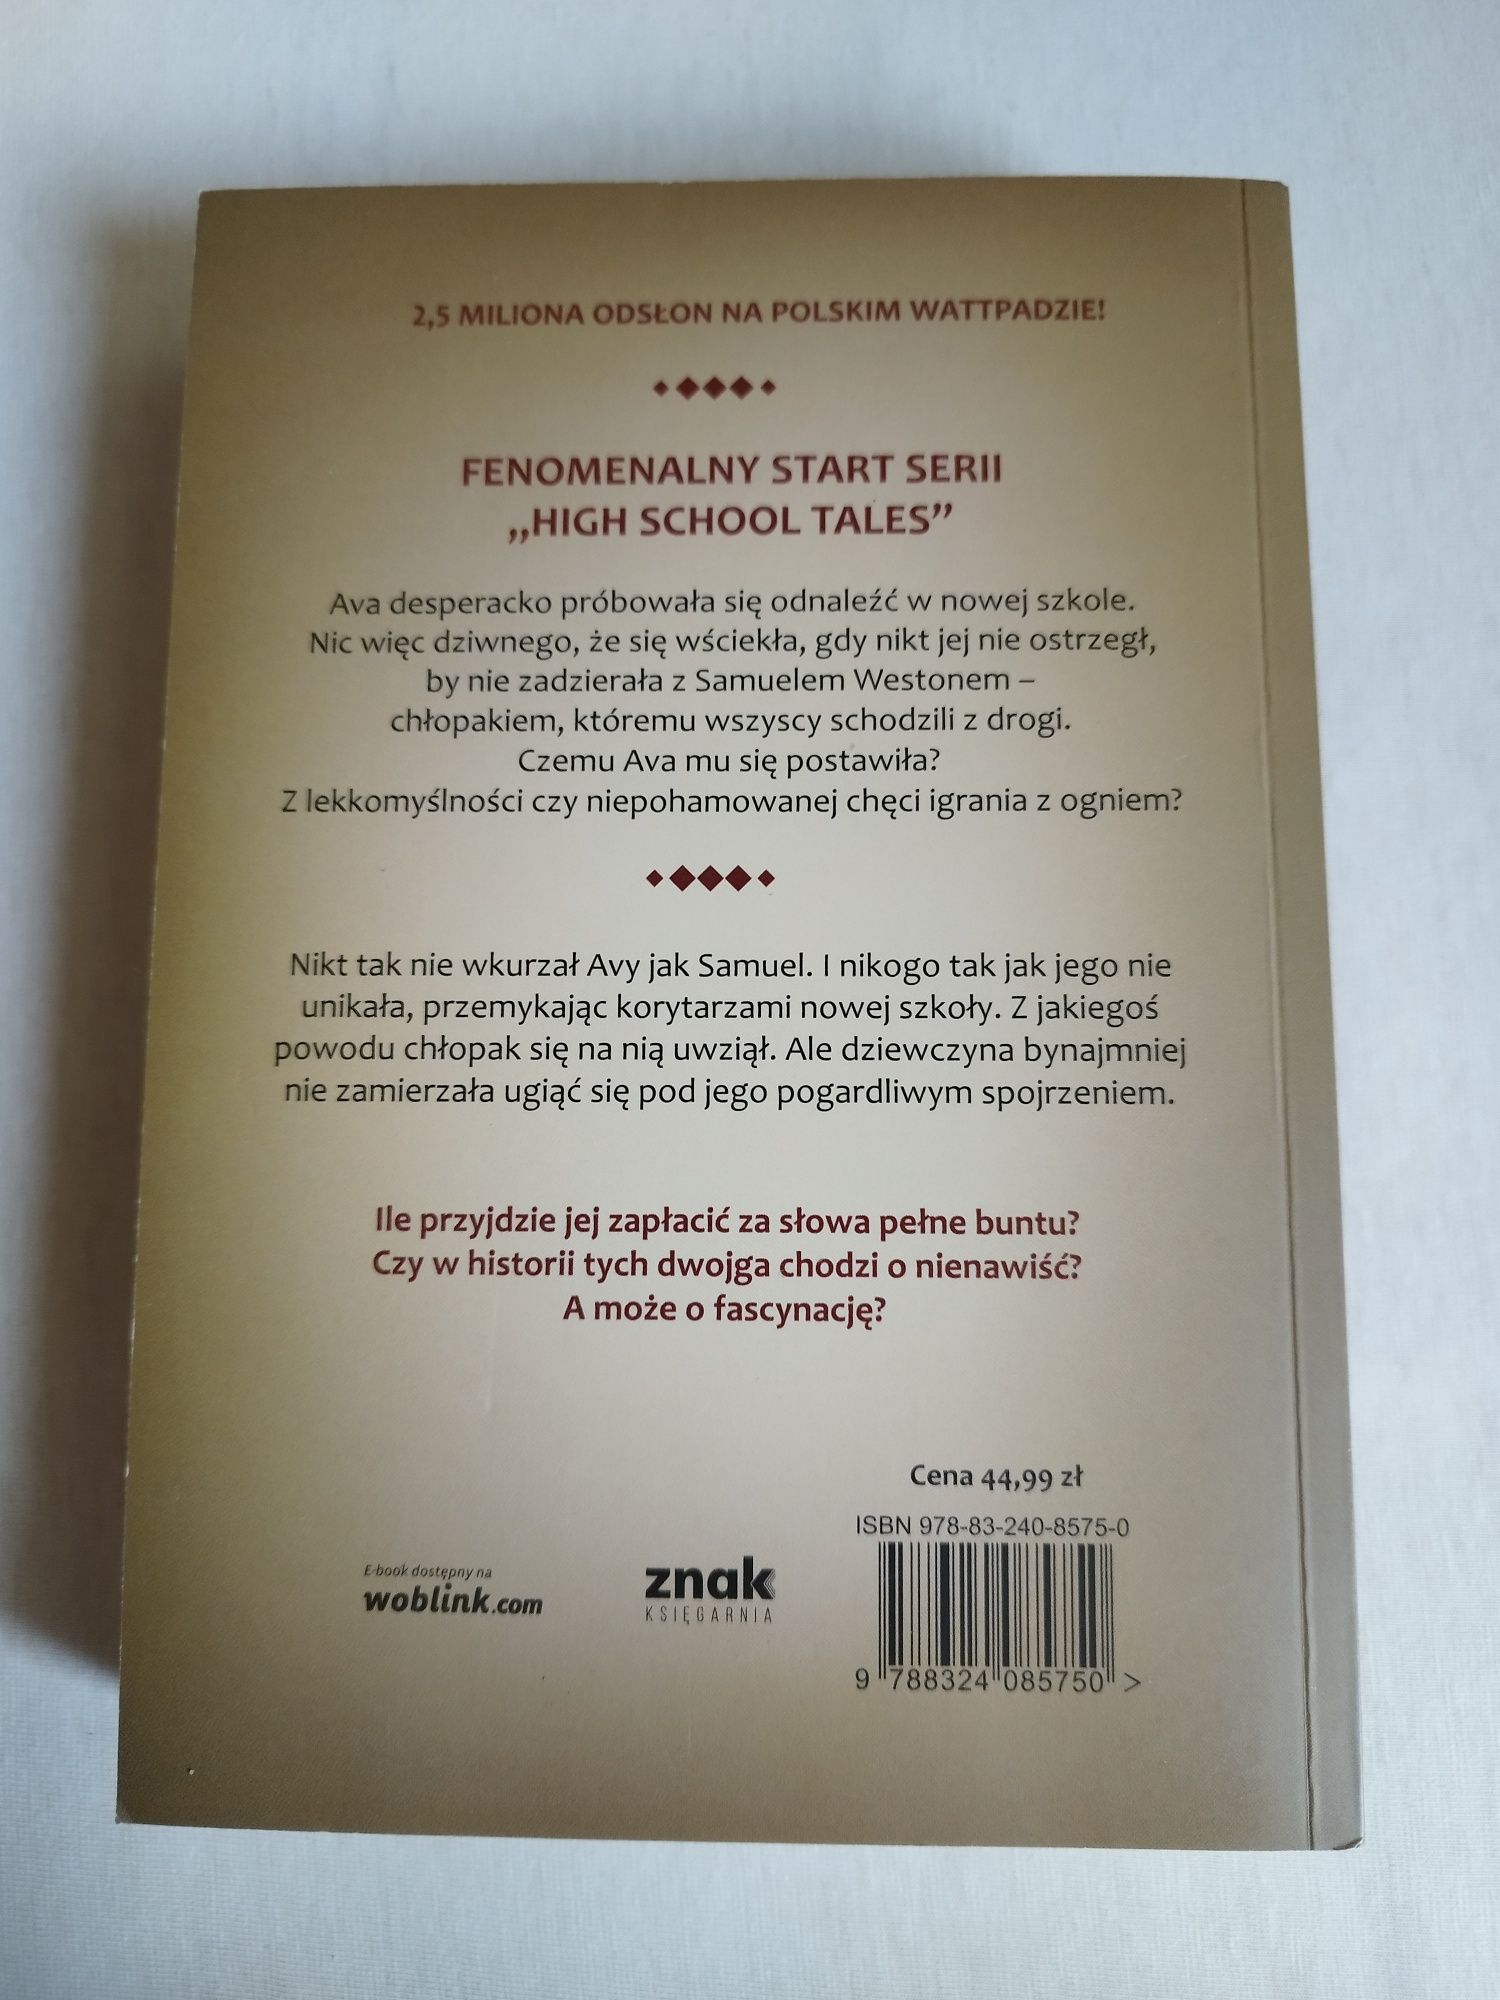 2,5 MILIONA ODSŁON NA POLSKIM WATTPADZIE!
FENOMENALNY START SERII
„HIGH SCHOOL TALES”
Ava desperacko próbowała się odnaleźć w nowej szkole.
Nic więc dziwnego, że się wściekła, gdy nikt jej nie ostrzegł,
by nie zadzierała z Samuelem Westonem –
chłopakiem, któremu wszyscy schodzili z drogi.
Czemu Ava mu się postawiła?
Z lekkomyślności czy niepohamowanej chęci igrania z ogniem?
Nikt tak nie wkurzał Avy jak Samuel. I nikogo tak jak jego nie
unikała, przemykając korytarzami nowej szkoły. Z jakiegoś
powodu chłopak się na nią uwziął. Ale dziewczyna bynajmniej
nie zamierzała ugiąć się pod jego pogardliwym spojrzeniem.
Ile przyjdzie jej zapłacić za słowa pełne buntu?
Czy w historii tych dwojga chodzi o nienawiść?
A może o fascynację?
Cena 44,99 zł
ISBN 978-83-240-8575-0
E-book dostępny na
woblink.com
znak
KSIĘGARNIA
9 788324 085750 >